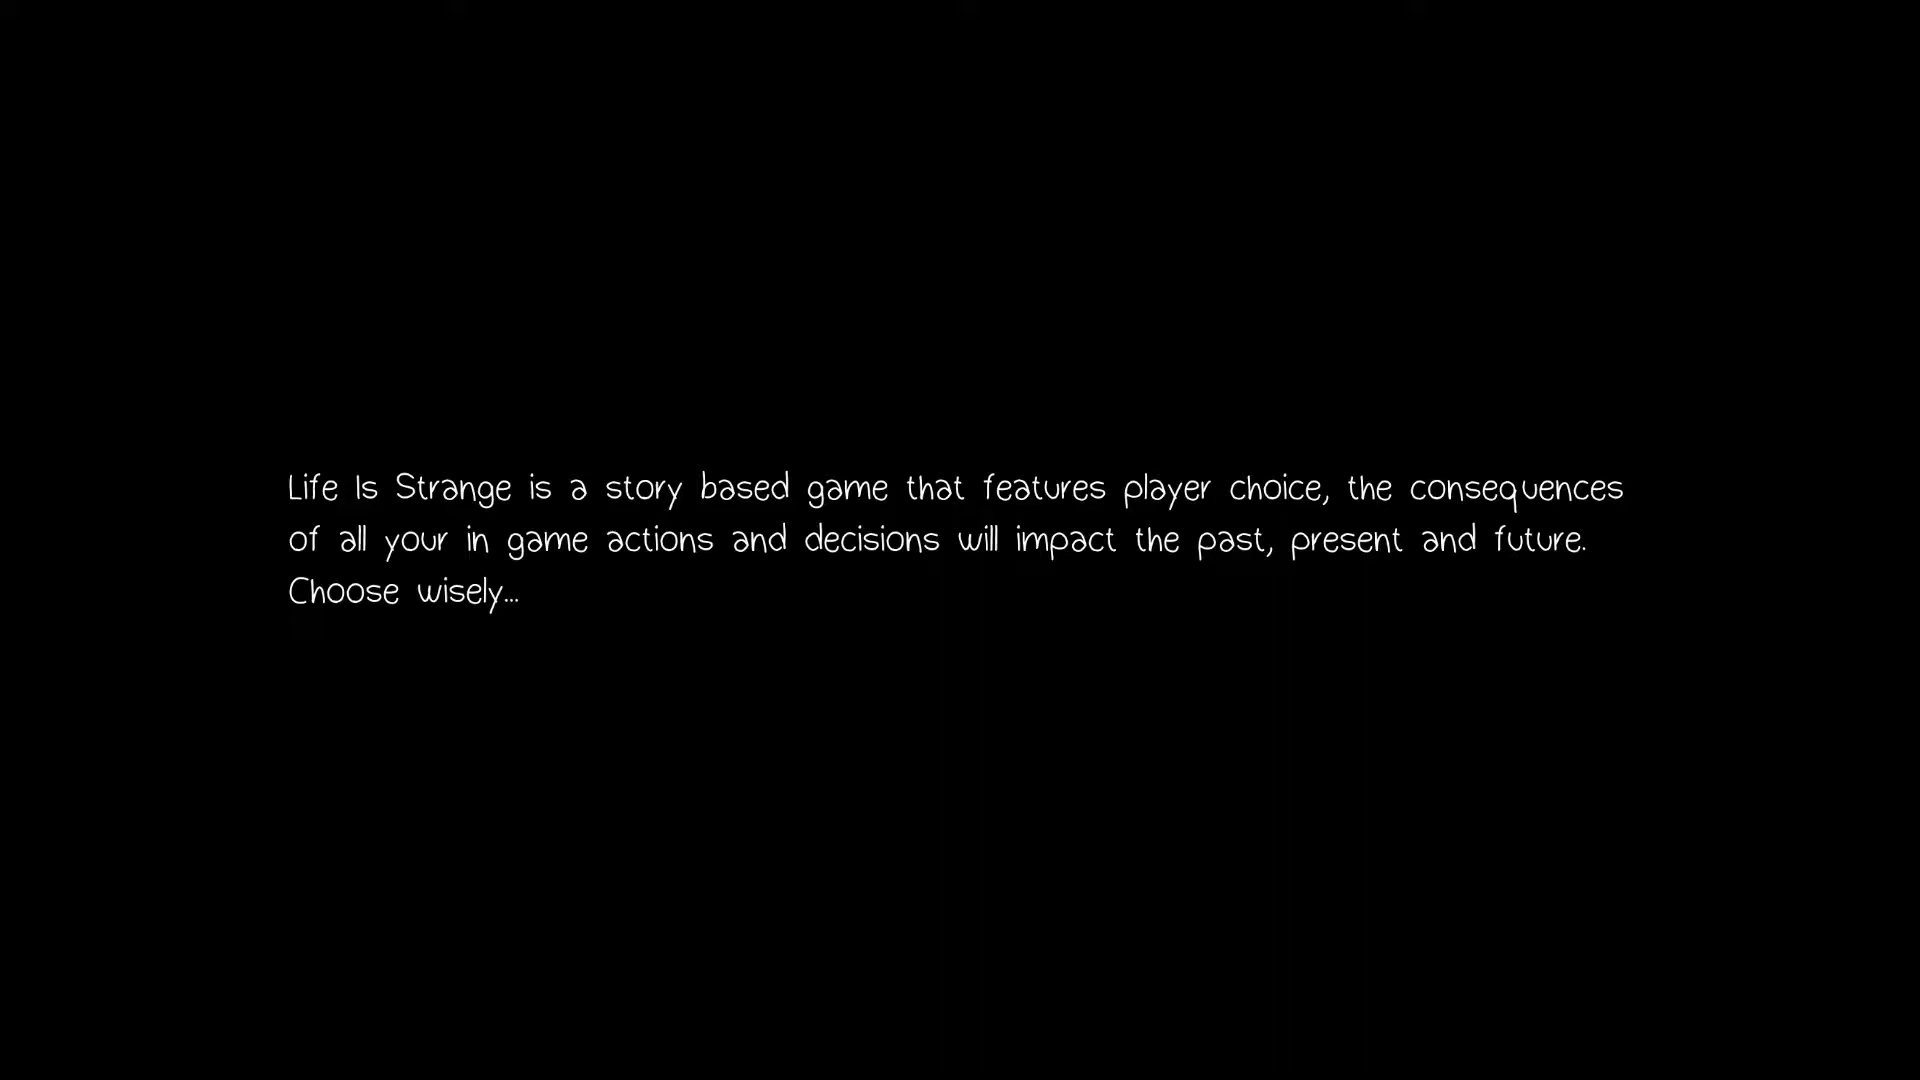 Life Is Strange is a story based game that features player choice, the consequences
of all your in game actions and decisions will impact the past, present and future.
Choose wisely...